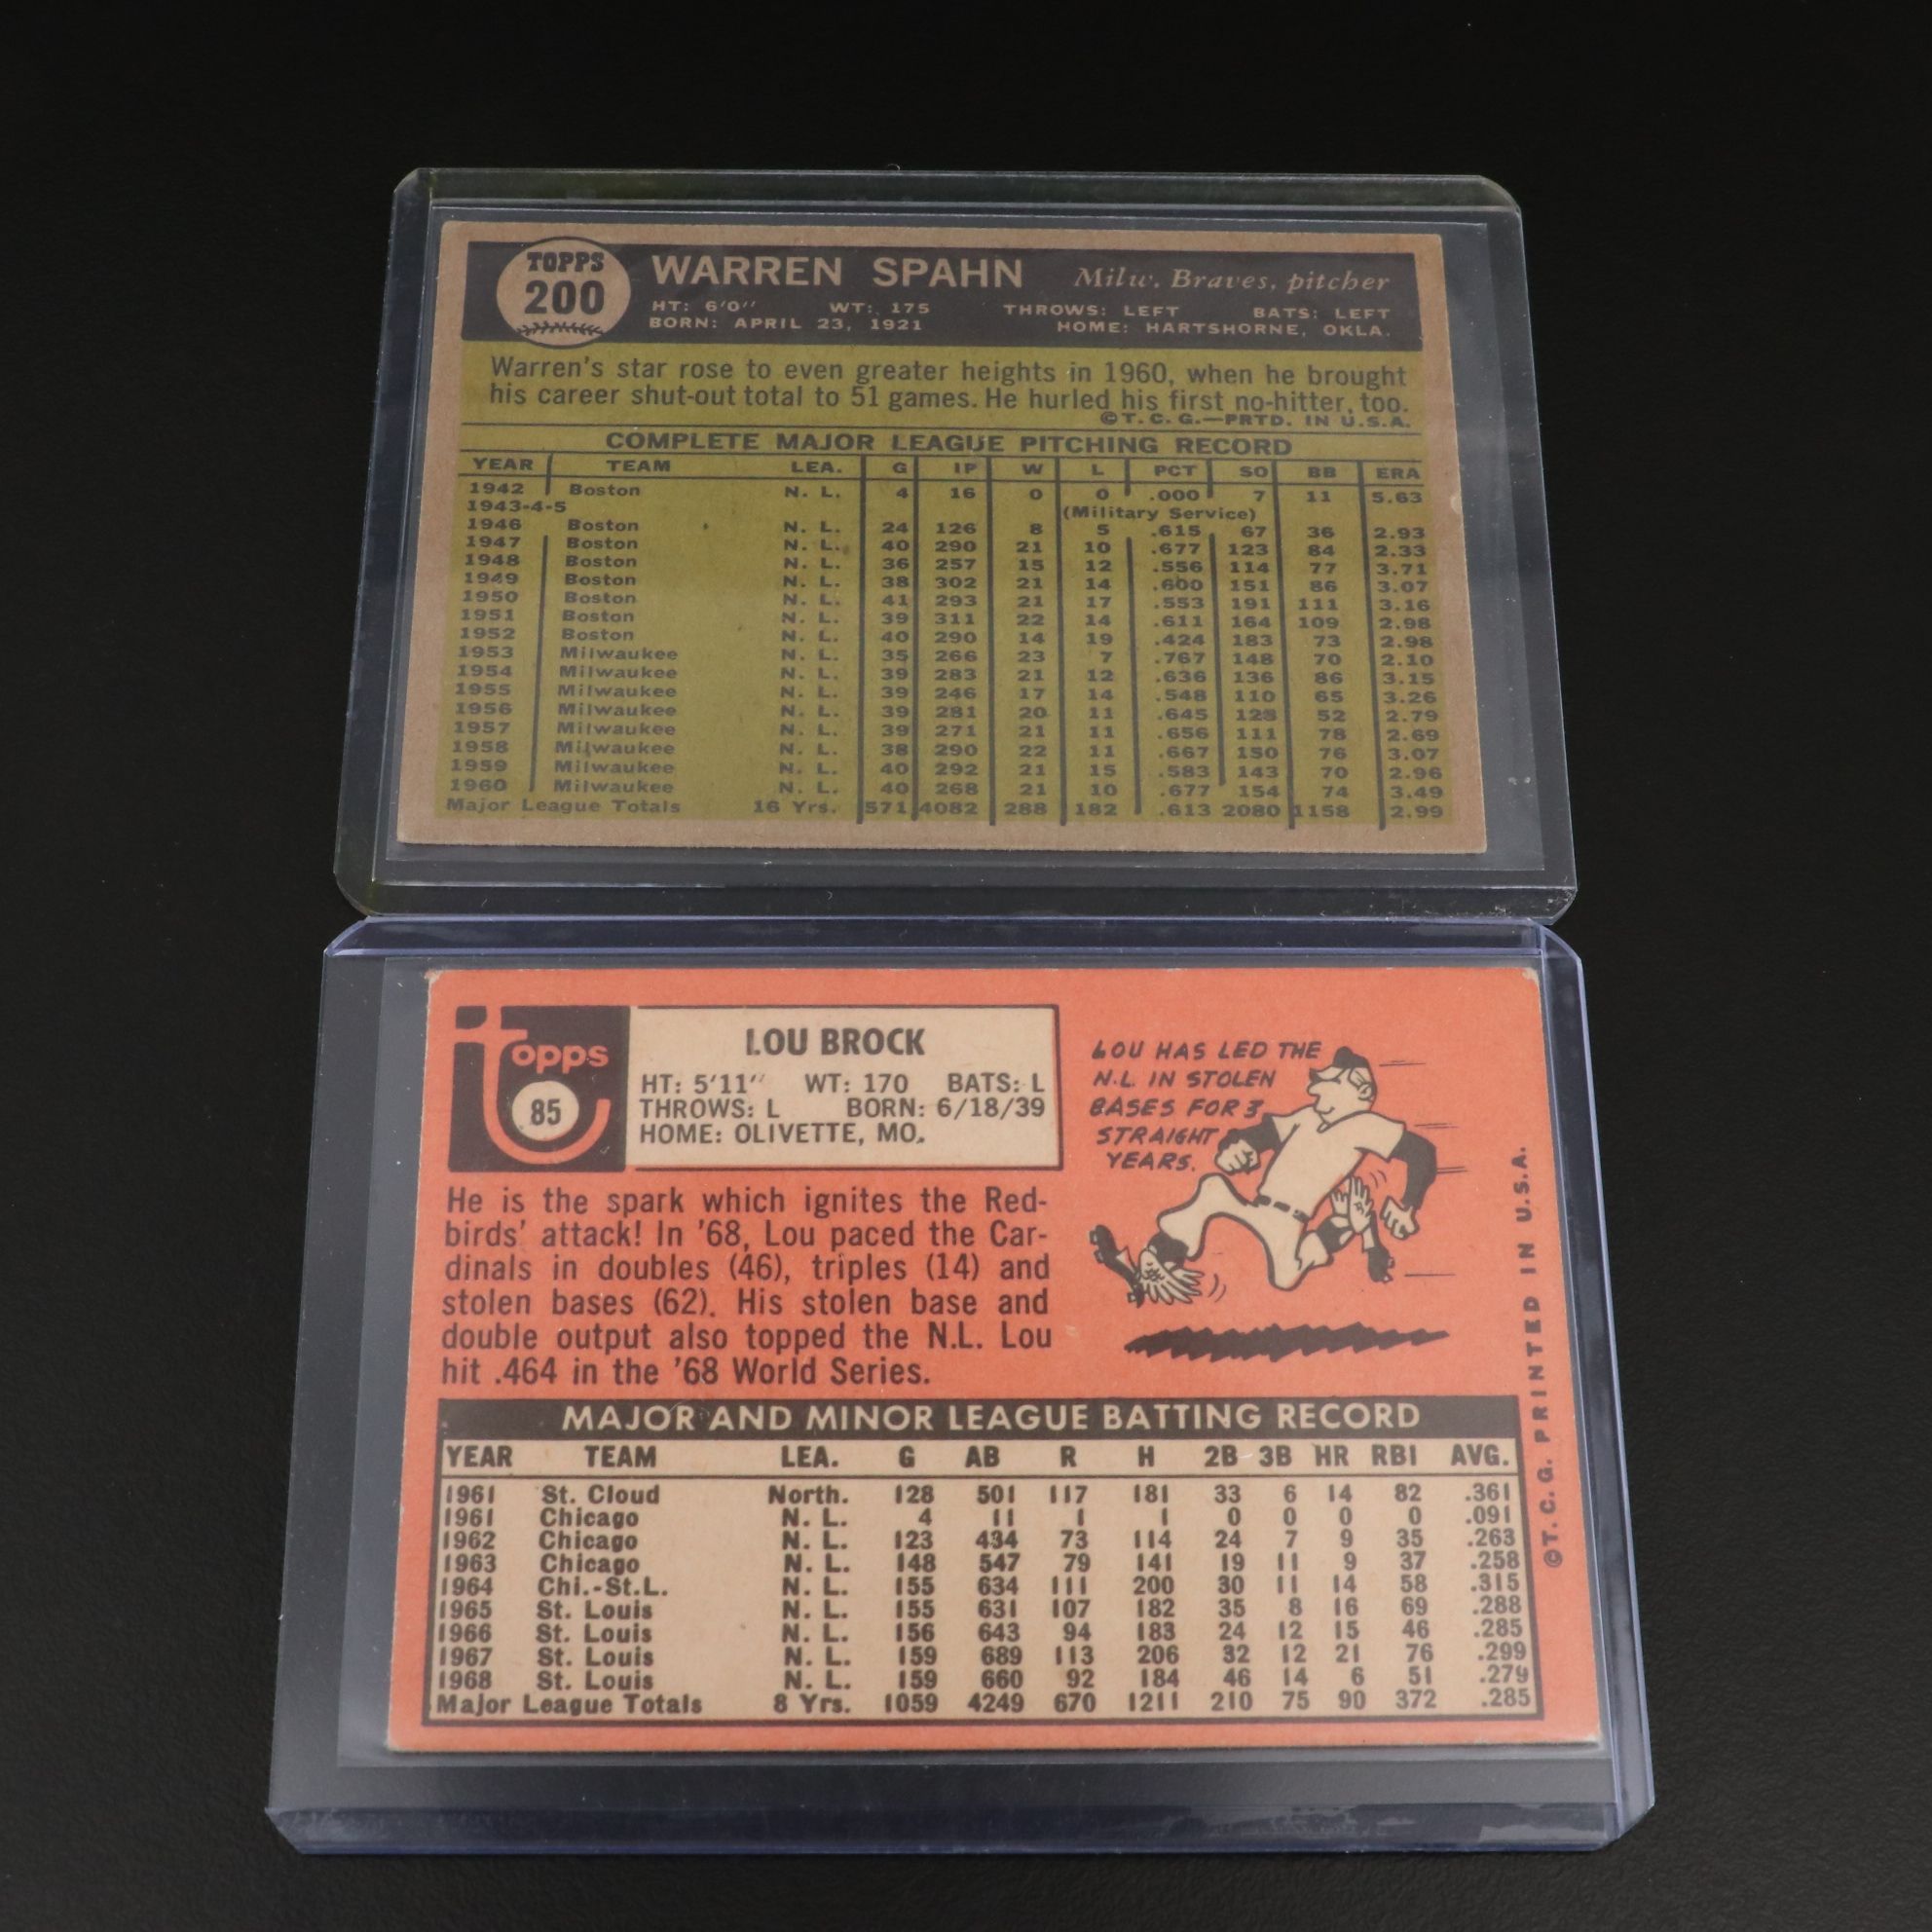 TOPPS
200
WARREN SPAHN Milw. Braves, pitcher
HT: 6'0" WT: 175 THROWS: LEFT BATS: LEFT
BORN: APRIL 23, 1921 HOME: HARTSHORNE, OKLA.
Warren's star rose to even greater heights in 1960, when he brought
his career shut-out total to 51 games. He hurled his first no-hitter, too.
©T. C. G.—PRTD. IN U.S.A.
COMPLETE MAJOR LEAGUE PITCHING RECORD
YEAR TEAM LEA. G IP W L PCT SO BB ERA
1942 Boston N. L. 4 16 0 0 .000 7 11 5.63
1943-4-5 (Military Service)
1946 Boston N. L. 24 126 8 5 .615 67 36 2.93
1947 Boston N. L. 40 290 21 10 .677 123 84 2.33
1948 Boston N. L. 36 257 15 12 .556 114 77 3.71
1949 Boston N. L. 38 302 21 14 .600 151 86 3.07
1950 Boston N. L. 41 293 21 17 .553 191 111 3.16
1951 Boston N. L. 39 311 22 14 .611 164 109 2.98
1952 Boston N. L. 40 290 14 19 .424 183 73 2.98
1953 Milwaukee N. L. 35 266 23 7 .767 148 70 2.10
1954 Milwaukee N. L. 39 283 21 12 .636 136 86 3.15
1955 Milwaukee N. L. 39 246 17 14 .548 110 65 3.26
1956 Milwaukee N. L. 39 281 20 11 .645 128 52 2.79
1957 Milwaukee N. L. 39 271 21 11 .656 111 78 2.69
1958 Milwaukee N. L. 38 290 22 11 .667 150 76 3.07
1959 Milwaukee N. L. 40 292 21 15 .583 143 70 2.96
1960 Milwaukee N. L. 40 268 21 10 .677 154 74 3.49
Major League Totals 16 Yrs. 571 4082 288 182 .613 2080 1158 2.99
Topps
85
LOU BROCK
HT: 5'11" WT: 170 BATS: L
THROWS: L BORN: 6/18/39
HOME: OLIVETTE, MO.
LOU HAS LED THE
N.L. IN STOLEN
BASES FOR 3
STRAIGHT
YEARS.
He is the spark which ignites the Red-
birds' attack! In '68, Lou paced the Car-
dinals in doubles (46), triples (14) and
stolen bases (62). His stolen base and
double output also topped the N.L. Lou
hit .464 in the '68 World Series.
©T. C. G. PRINTED IN U.S.A.
MAJOR AND MINOR LEAGUE BATTING RECORD
YEAR TEAM LEA. G AB R H 2B 3B HR RBI AVG.
1961 St. Cloud North. 128 501 117 181 33 6 14 82 .361
1961 Chicago N. L. 4 11 1 1 0 0 0 0 .091
1962 Chicago N. L. 123 434 73 114 24 7 9 35 .263
1963 Chicago N. L. 148 547 79 141 19 11 9 37 .258
1964 Chi.-St.L. N. L. 155 634 111 200 30 11 14 58 .315
1965 St. Louis N. L. 155 631 107 182 35 8 16 69 .288
1966 St. Louis N. L. 156 643 94 183 24 12 15 46 .285
1967 St. Louis N. L. 159 689 113 206 32 12 21 76 .299
1968 St. Louis N. L. 159 660 92 184 46 14 6 51 .279
Major League Totals 8 Yrs. 1059 4249 670 1211 210 75 90 372 .285